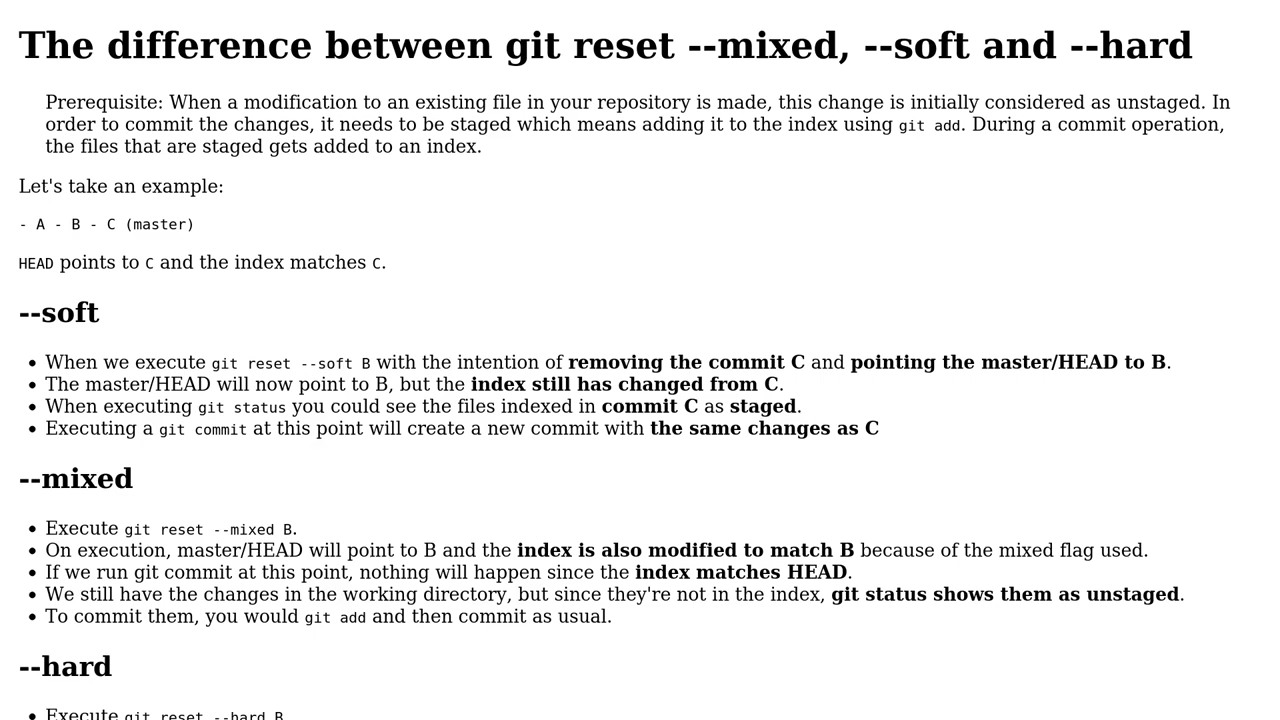 The difference between git reset --mixed, --soft and --hard
Prerequisite: When a modification to an existing file in your repository is made, this change is initially considered as unstaged. In
order to commit the changes, it needs to be staged which means adding it to the index using git add. During a commit operation,
the files that are staged gets added to an index.
Let's take an example:
- A - B - C (master)
HEAD points to C and the index matches C.
--soft
• When we execute git reset --soft B with the intention of removing the commit C and pointing the master/HEAD to B.
• The master/HEAD will now point to B, but the index still has changed from C.
• When executing git status you could see the files indexed in commit C as staged.
• Executing a git commit at this point will create a new commit with the same changes as C
--mixed
• Execute git reset --mixed B.
• On execution, master/HEAD will point to B and the index is also modified to match B because of the mixed flag used.
• If we run git commit at this point, nothing will happen since the index matches HEAD.
• We still have the changes in the working directory, but since they're not in the index, git status shows them as unstaged.
• To commit them, you would git add and then commit as usual.
--hard
• Execute git reset --hard B